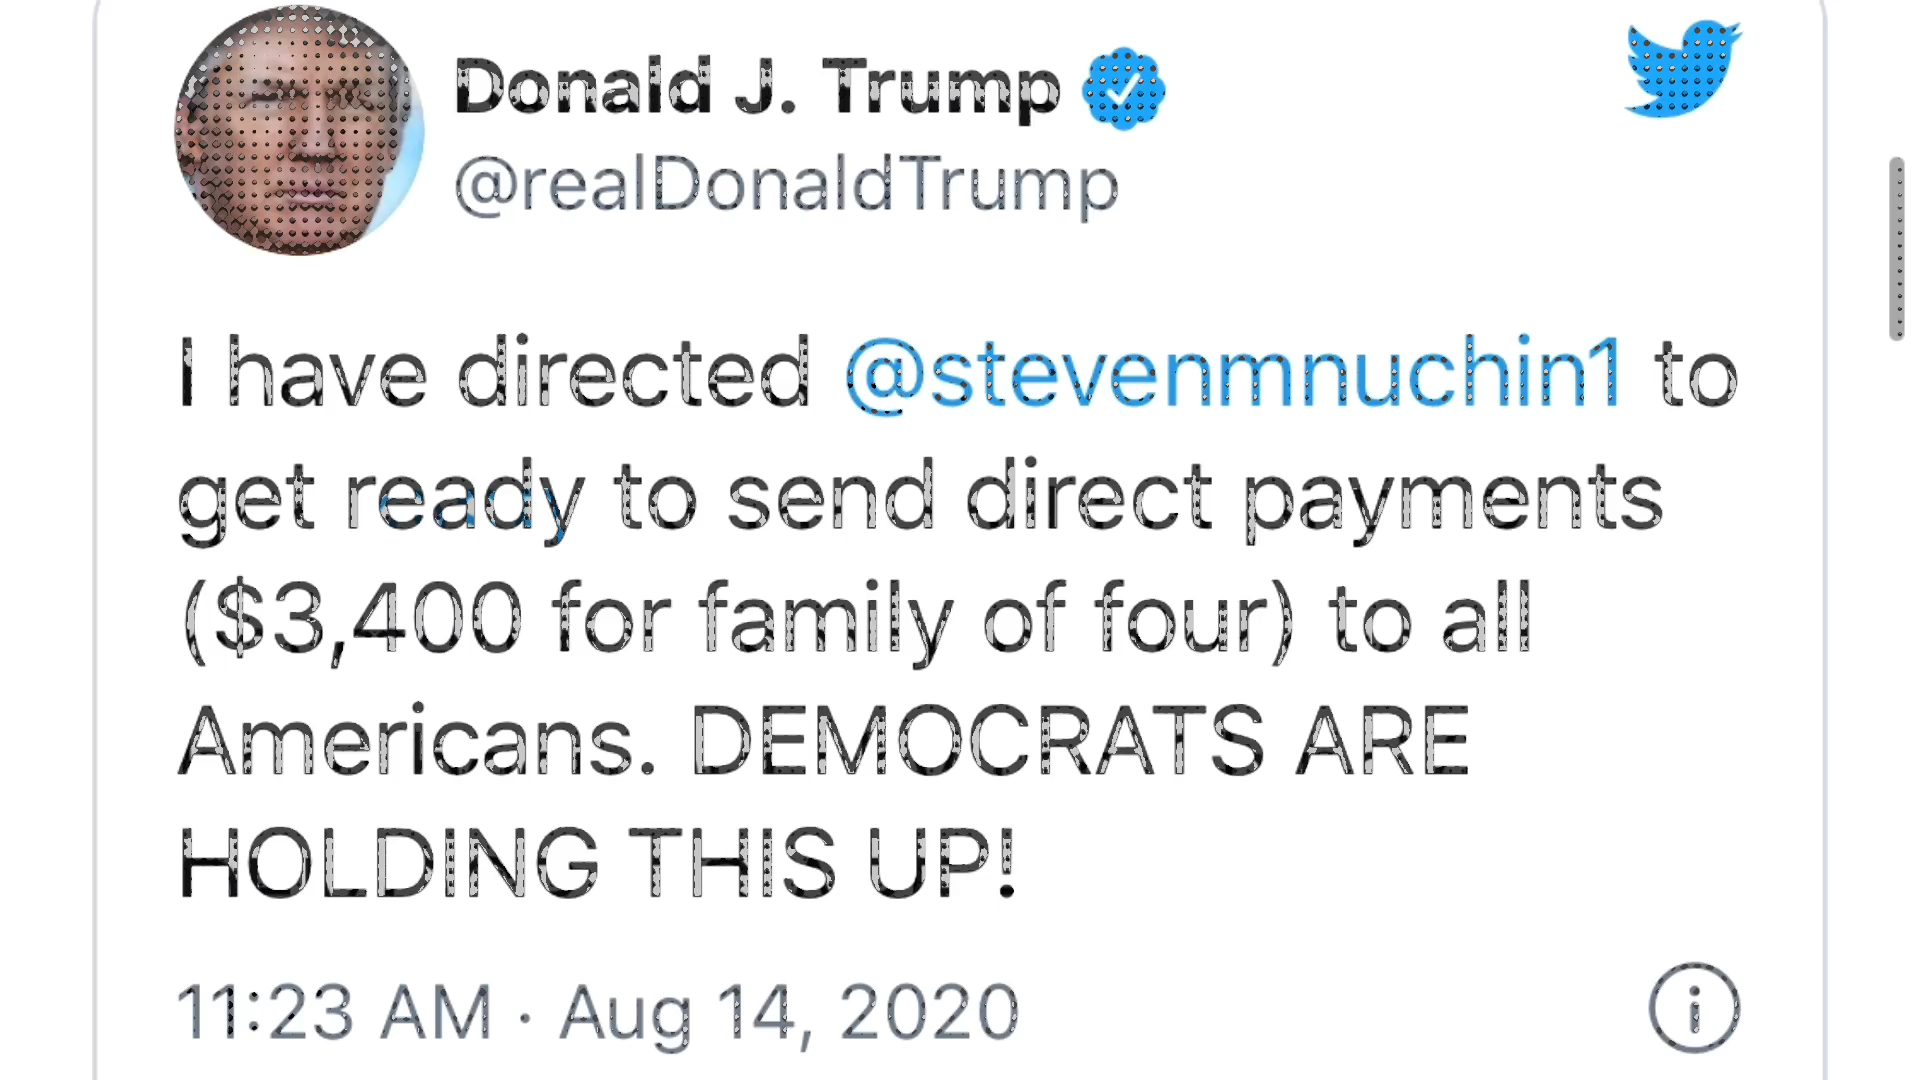 Donald J. Trump
@realDonaldTrump
I have directed @stevenmnuchin1 to
get ready to send direct payments
($3,400 for family of four) to all
Americans. DEMOCRATS ARE
HOLDING THIS UP!
11:23 AM · Aug 14, 2020